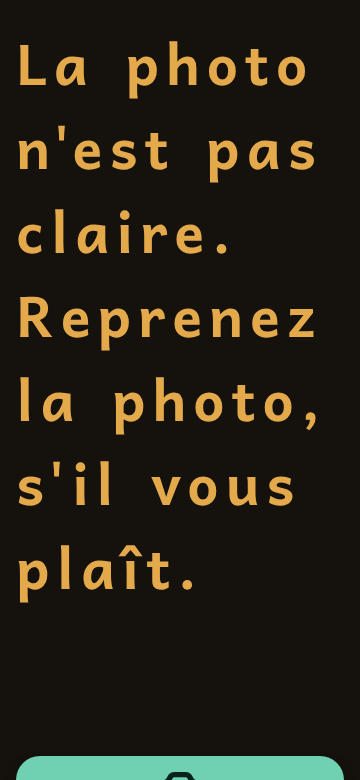 La photo
n'est pas
claire.
Reprenez
la photo,
s'il vous
plaît.